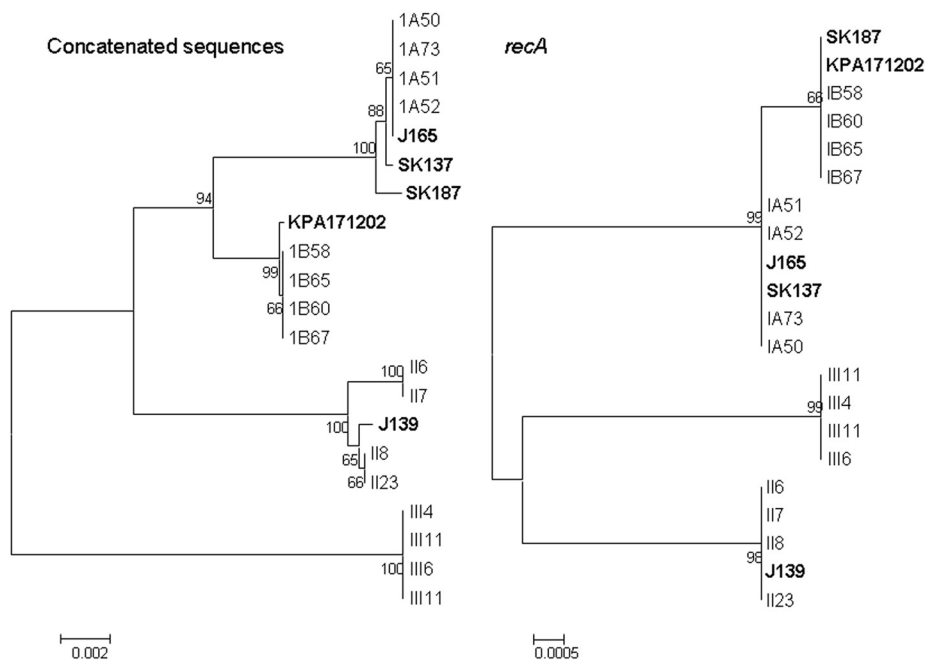 Concatenated sequences
1A50
1A73
65
1A51
88
1A52
100
J165
SK137
SK187
94
KPA171202
1B58
99
1B65
66
1B60
1B67
100
II6
II7
100
J139
65
II8
66
II23
III4
III11
100
III6
III11
0.002
recA
SK187
KPA171202
66
IB58
IB60
IB65
IB67
IA51
99
IA52
J165
SK137
IA73
IA50
III11
99
III4
III11
III6
II6
II7
II8
98
J139
II23
0.0005